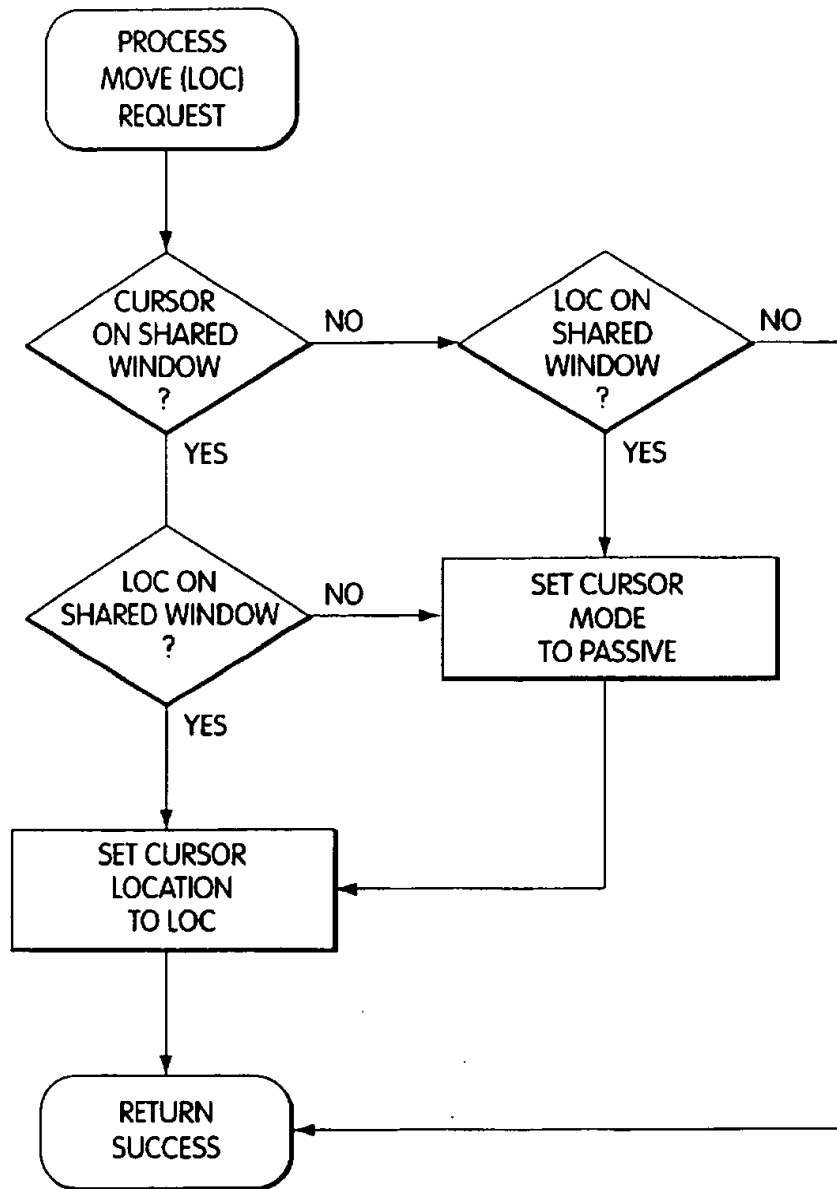 PROCESS
MOVE (LOC)
REQUEST
CURSOR
ON SHARED
WINDOW
?
NO
YES
LOC ON
SHARED
WINDOW
?
NO
YES
LOC ON
SHARED WINDOW
?
NO
YES
SET CURSOR
MODE
TO PASSIVE
SET CURSOR
LOCATION
TO LOC
RETURN
SUCCESS